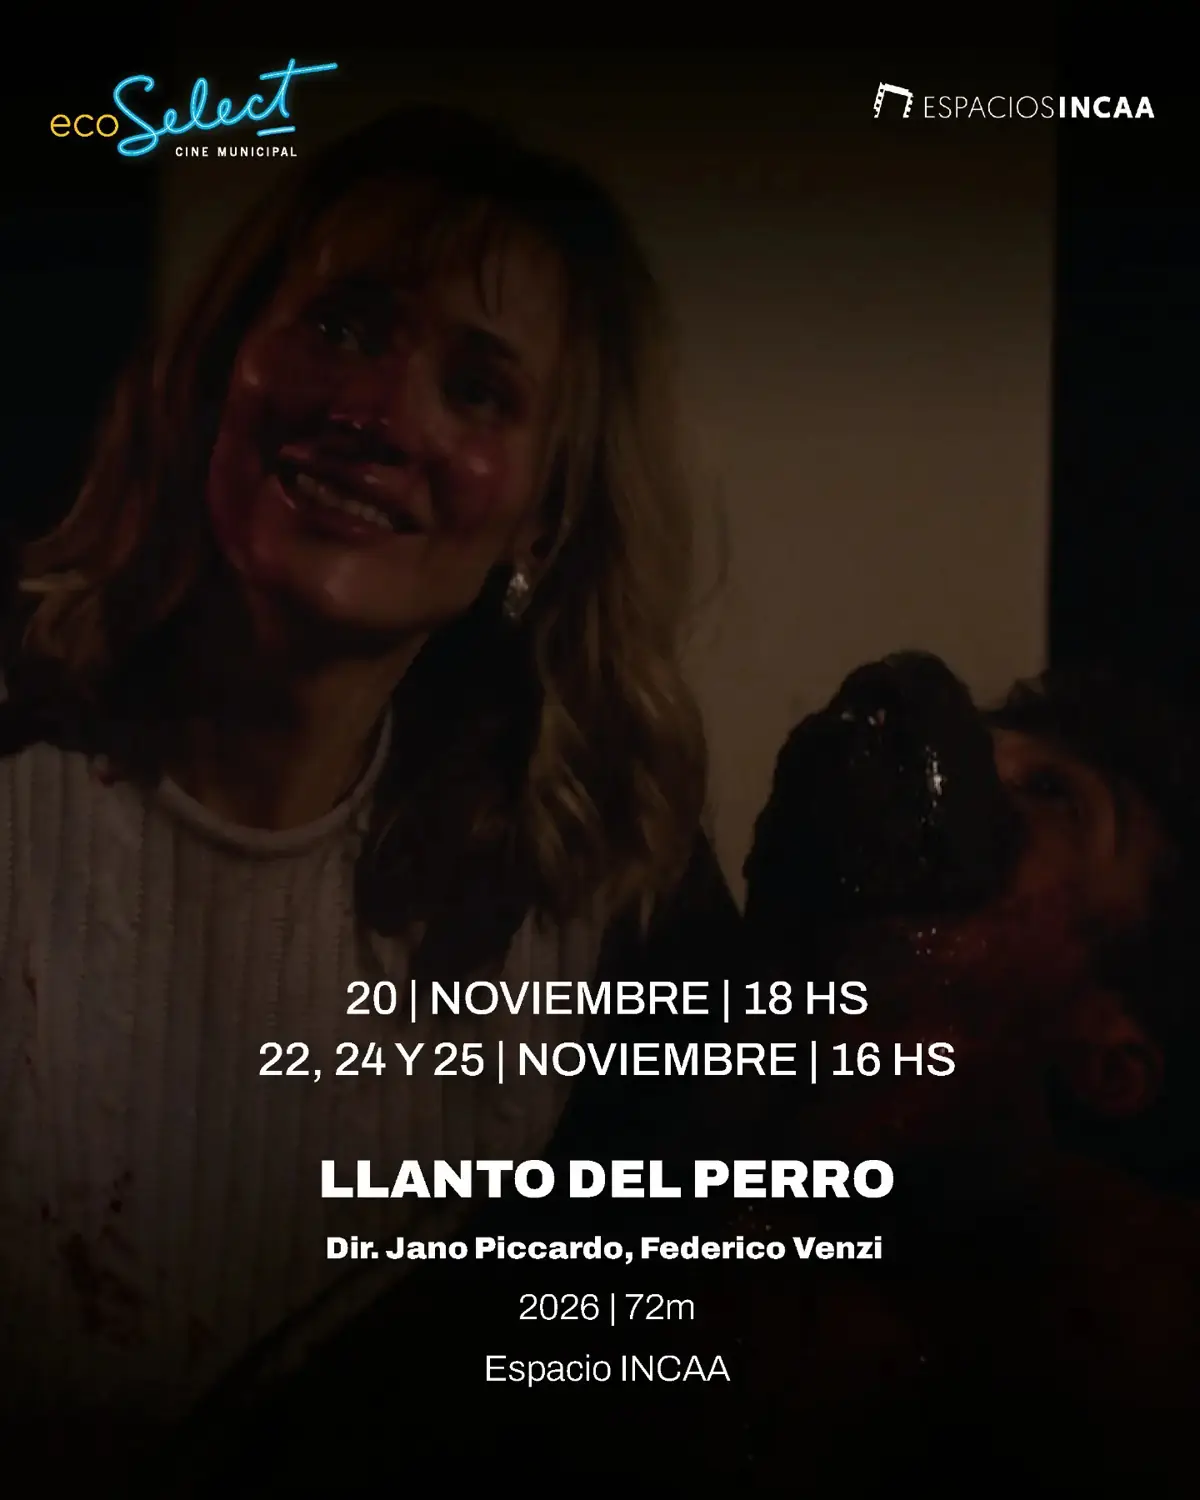 ecoSelect
CINE MUNICIPAL
ESPACIOSINCAA
20 | NOVIEMBRE | 18 HS
22, 24 Y 25 | NOVIEMBRE | 16 HS
LLANTO DEL PERRO
Dir. Jano Piccardo, Federico Venzi
2026 | 72m
Espacio INCAA